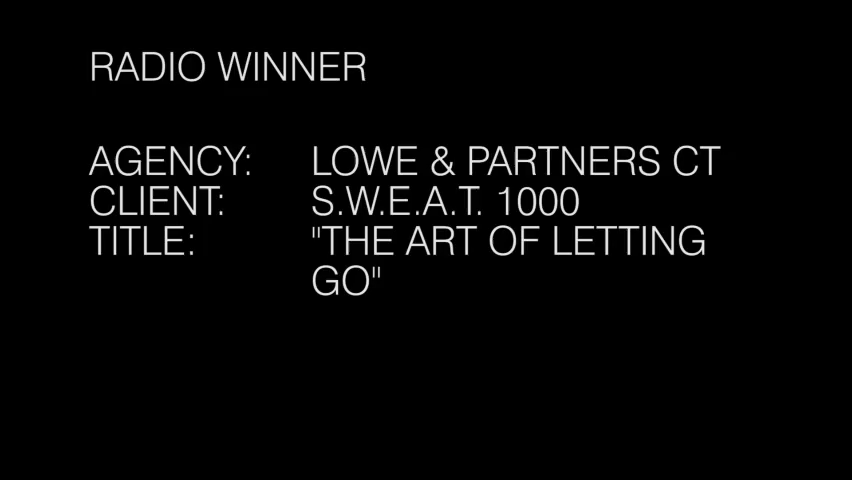 RADIO WINNER
AGENCY: LOWE & PARTNERS CT
CLIENT: S.W.E.A.T. 1000
TITLE: "THE ART OF LETTING
GO"